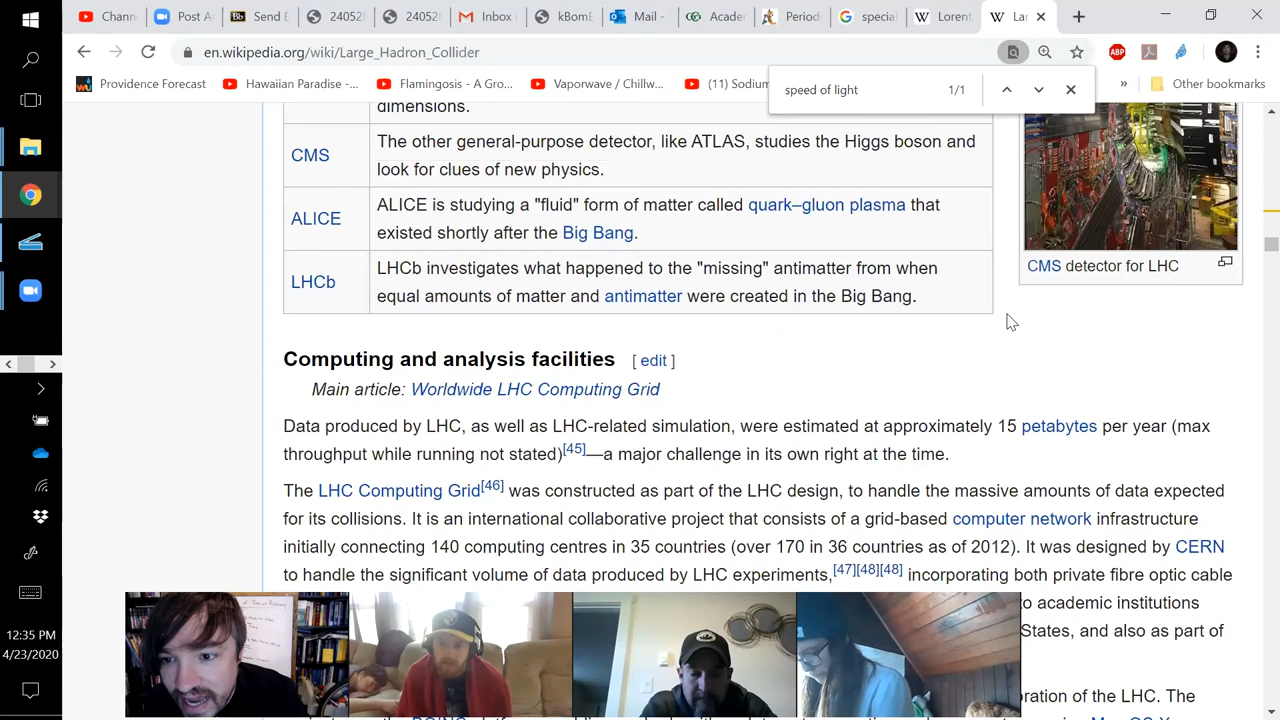 Chann
Post A
Send E
24052
24052
Inbox
kBomE
Mail -
Acade
Period
special
Lorent
Lar
en.wikipedia.org/wiki/Large_Hadron_Collider
ABP
Providence Forecast
Hawaiian Paradise -...
Flamingosis - A Gro...
Vaporwave / Chillw...
(11) Sodium
Other bookmarks
speed of light 1/1
dimensions.
CMS
The other general-purpose detector, like ATLAS, studies the Higgs boson and
look for clues of new physics.
ALICE
ALICE is studying a "fluid" form of matter called quark–gluon plasma that
existed shortly after the Big Bang.
LHCb
LHCb investigates what happened to the "missing" antimatter from when
equal amounts of matter and antimatter were created in the Big Bang.
CMS detector for LHC
Computing and analysis facilities [ edit ]
Main article: Worldwide LHC Computing Grid
Data produced by LHC, as well as LHC-related simulation, were estimated at approximately 15 petabytes per year (max
throughput while running not stated)[45]—a major challenge in its own right at the time.
The LHC Computing Grid[46] was constructed as part of the LHC design, to handle the massive amounts of data expected
for its collisions. It is an international collaborative project that consists of a grid-based computer network infrastructure
initially connecting 140 computing centres in 35 countries (over 170 in 36 countries as of 2012). It was designed by CERN
to handle the significant volume of data produced by LHC experiments,[47][48][48] incorporating both private fibre optic cable
to academic institutions
States, and also as part of
oration of the LHC. The
12:35 PM
4/23/2020